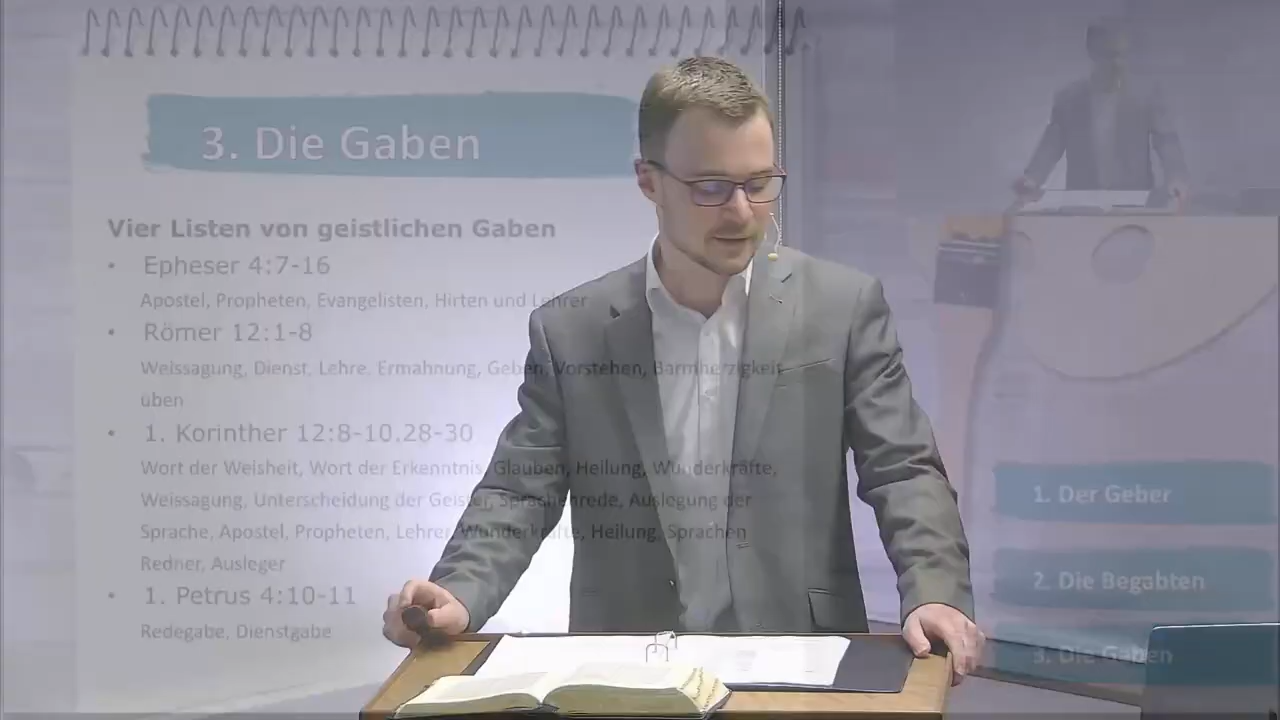 3. Die Gaben
Vier Listen von geistlichen Gaben
• Epheser 4:7-16
Apostel, Propheten, Evangelisten, Hirten und Lehrer
• Römer 12:1-8
Weissagung, Dienst, Lehre, Ermahnung, Geben, Vorstehen, Barmherzigkeit
üben
• 1. Korinther 12:8-10.28-30
Wort der Weisheit, Wort der Erkenntnis, Glauben, Heilung, Wunderkräfte,
Weissagung, Unterscheidung der Geister, Sprachenrede, Auslegung der
Sprache, Apostel, Propheten, Lehrer, Wunderkräfte, Heilung, Sprachen
Redner, Ausleger
• 1. Petrus 4:10-11
Redegabe, Dienstgabe
1. Der Geber
2. Die Begabten
3. Die Gaben